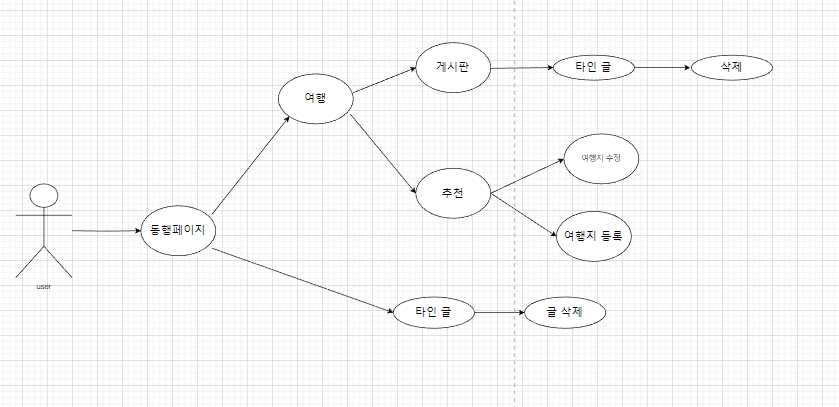 게시판
타인 글
삭제
여행
여행지 수정
추천
동행페이지
여행지 등록
user
타인 글
글 삭제